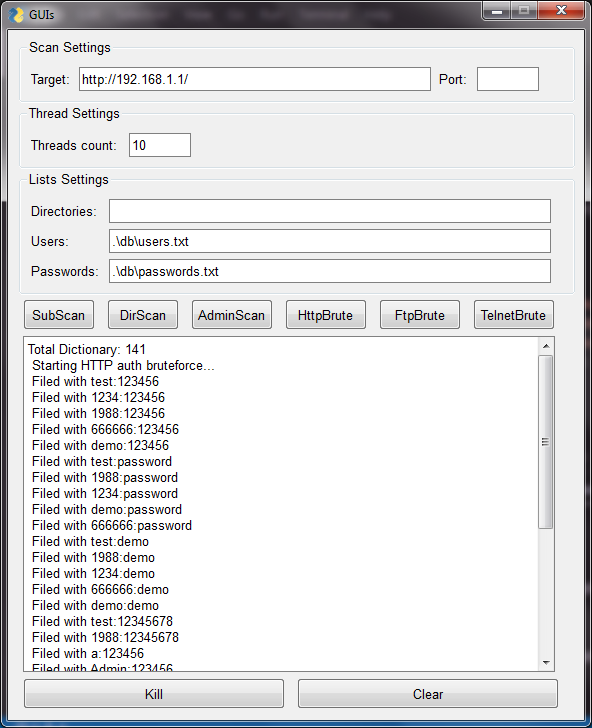 GUIs
Scan Settings
Target: http://192.168.1.1/ Port:
Thread Settings
Threads count: 10
Lists Settings
Directories:
Users: .\db\users.txt
Passwords: .\db\passwords.txt
SubScan DirScan AdminScan HttpBrute FtpBrute TelnetBrute
Total Dictionary: 141
Starting HTTP auth bruteforce...
Filed with test:123456
Filed with 1234:123456
Filed with 1988:123456
Filed with 666666:123456
Filed with demo:123456
Filed with test:password
Filed with 1988:password
Filed with 1234:password
Filed with demo:password
Filed with 666666:password
Filed with test:demo
Filed with 1988:demo
Filed with 1234:demo
Filed with 666666:demo
Filed with demo:demo
Filed with test:12345678
Filed with 1988:12345678
Filed with a:123456
Filed with Admin:123456
Kill Clear